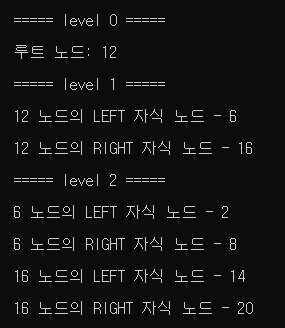 ===== level 0 =====
루트 노드: 12
===== level 1 =====
12 노드의 LEFT 자식 노드 - 6
12 노드의 RIGHT 자식 노드 - 16
===== level 2 =====
6 노드의 LEFT 자식 노드 - 2
6 노드의 RIGHT 자식 노드 - 8
16 노드의 LEFT 자식 노드 - 14
16 노드의 RIGHT 자식 노드 - 20